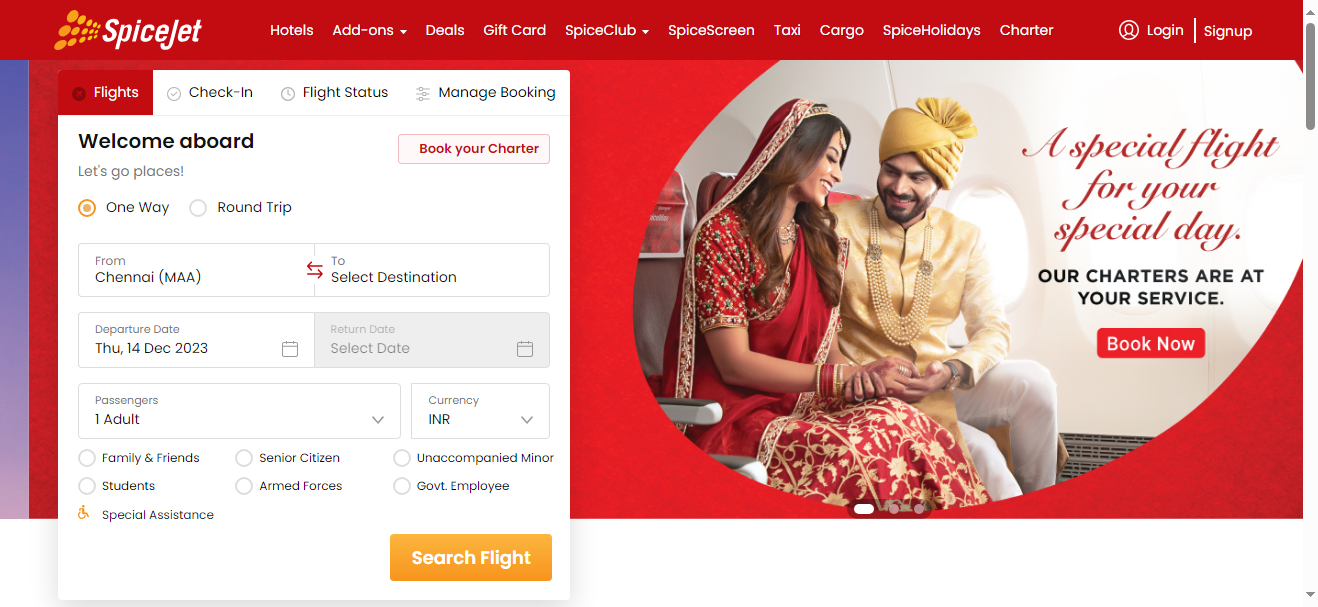 SpiceJet
Hotels Add-ons Deals Gift Card SpiceClub SpiceScreen Taxi Cargo SpiceHolidays Charter Login Signup
Flights Check-In Flight Status Manage Booking
Welcome aboard
Book your Charter
Let's go places!
One Way Round Trip
From
Chennai (MAA)
To
Select Destination
Departure Date
Thu, 14 Dec 2023
Return Date
Select Date
Passengers
1 Adult
Currency
INR
Family & Friends Senior Citizen Unaccompanied Minor
Students Armed Forces Govt. Employee
Special Assistance
Search Flight
A special flight
for your
special day.
OUR CHARTERS ARE AT
YOUR SERVICE.
Book Now